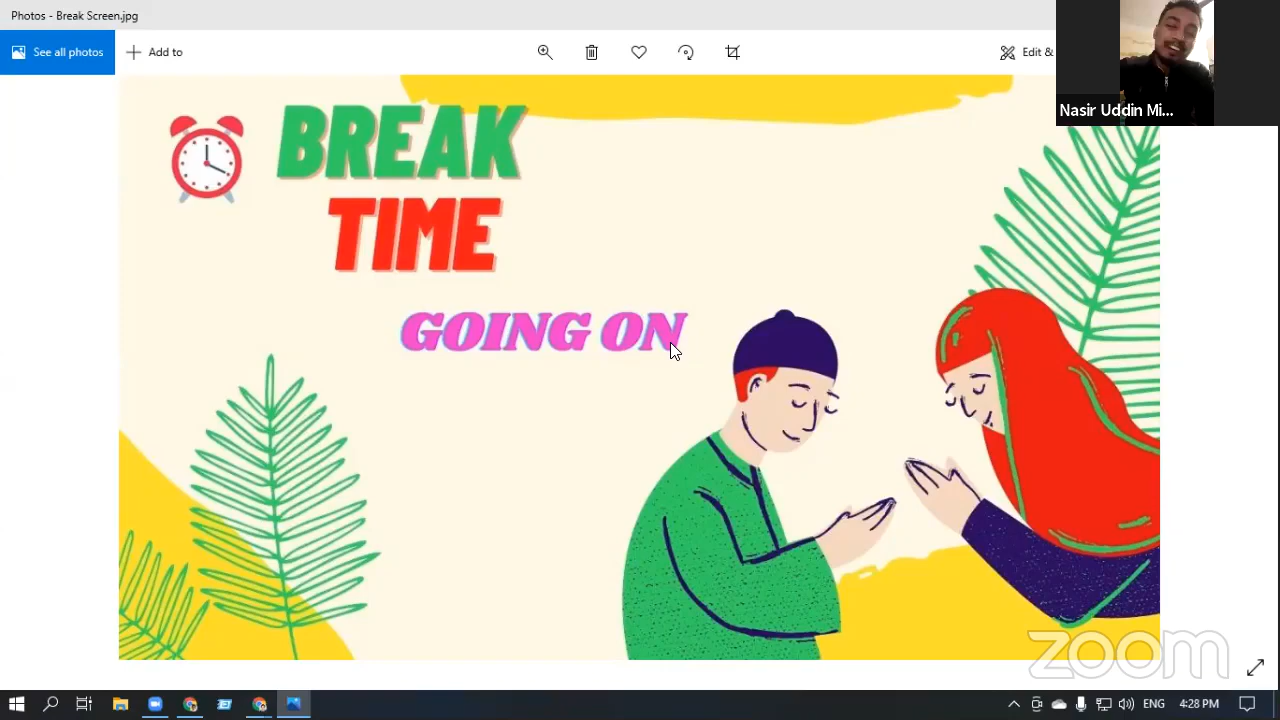 Photos - Break Screen.jpg
See all photos
Add to
Edit &
Nasir Uddin Mi...
BREAK
TIME
GOING ON
zoom
ENG
4:28 PM